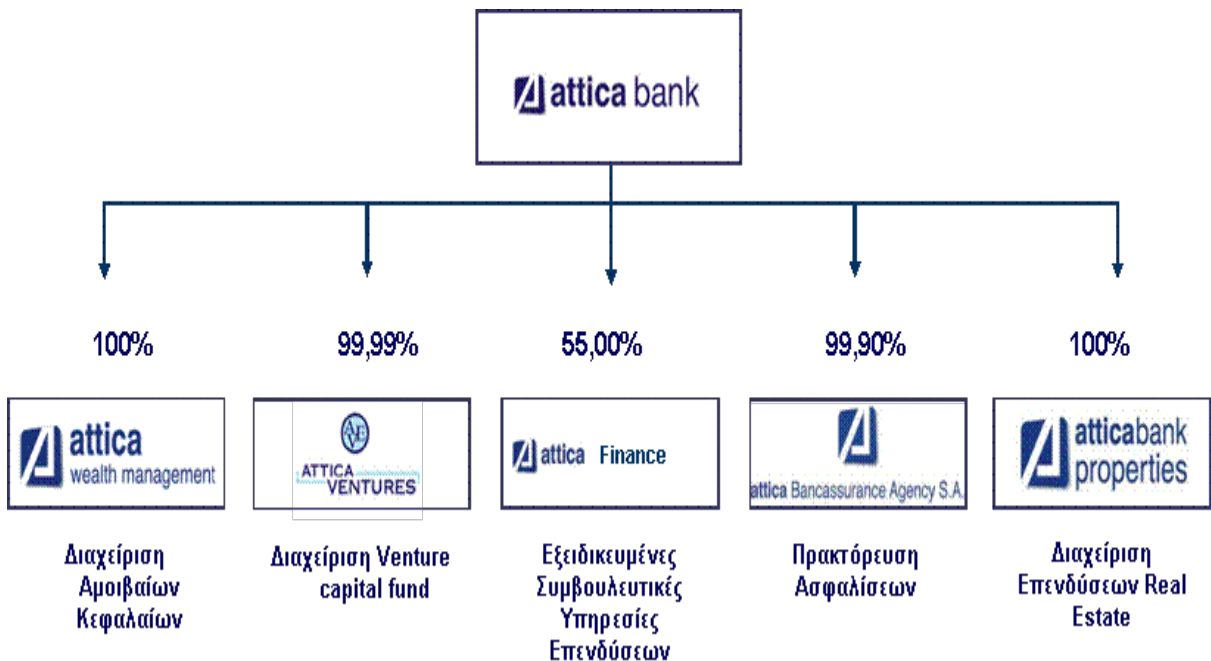 attica bank
100%
99,99%
55,00%
99,90%
100%
attica
wealth management
AVE
ATTICA
VENTURES
attica Finance
attica Bancassurance Agency S.A.
atticabank
properties
Διαχείριση
Αμοιβαίων
Κεφαλαίων
Διαχείριση Venture
capital fund
Εξειδικευμένες
Συμβουλευτικές
Υπηρεσίες
Επενδύσεων
Πρακτόρευση
Ασφαλίσεων
Διαχείριση
Επενδύσεων Real
Estate